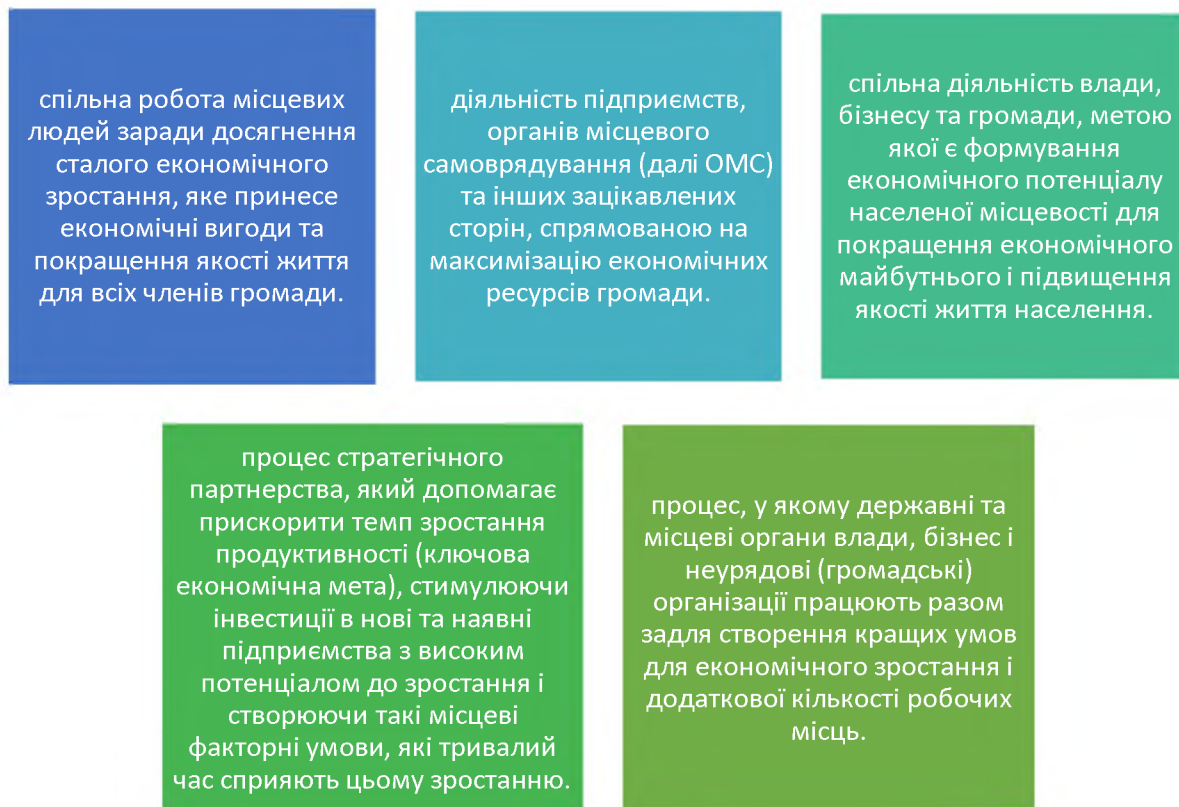 спільна робота місцевих
людей заради досягнення
сталого економічного
зростання, яке принесе
економічні вигоди та
покращення якості життя
для всіх членів громади.
діяльність підприємств,
органів місцевого
самоврядування (далі ОМС)
та інших зацікавлених
сторін, спрямованою на
максимізацію економічних
ресурсів громади.
спільна діяльність влади,
бізнесу та громади, метою
якої є формування
економічного потенціалу
населеної місцевості для
покращення економічного
майбутнього і підвищення
якості життя населення.
процес стратегічного
партнерства, який допомагає
прискорити темп зростання
продуктивності (ключова
економічна мета), стимулюючи
інвестиції в нові та наявні
підприємства з високим
потенціалом до зростання і
створюючи такі місцеві
факторні умови, які тривалий
час сприяють цьому зростанню.
процес, у якому державні та
місцеві органи влади, бізнес і
неурядові (громадські)
організації працюють разом
задля створення кращих умов
для економічного зростання і
додаткової кількості робочих
місць.